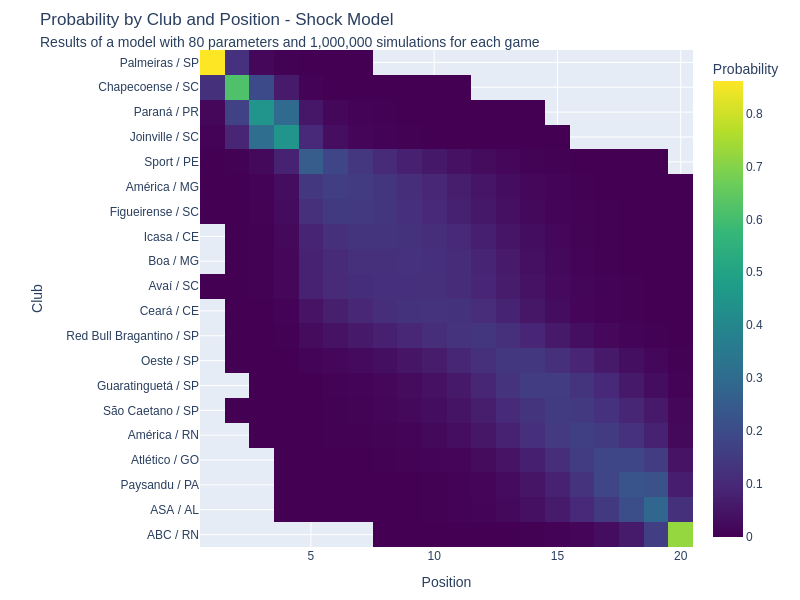 Probability by Club and Position - Shock Model
Results of a model with 80 parameters and 1,000,000 simulations for each game
Probability
Club
Palmeiras / SP
Chapecoense / SC
Paraná / PR
Joinville / SC
Sport / PE
América / MG
Figueirense / SC
Icasa / CE
Boa / MG
Avaí / SC
Ceará / CE
Red Bull Bragantino / SP
Oeste / SP
Guaratinguetá / SP
São Caetano / SP
América / RN
Atlético / GO
Paysandu / PA
ASA / AL
ABC / RN
0.8
0.7
0.6
0.5
0.4
0.3
0.2
0.1
0
5 10 15 20
Position